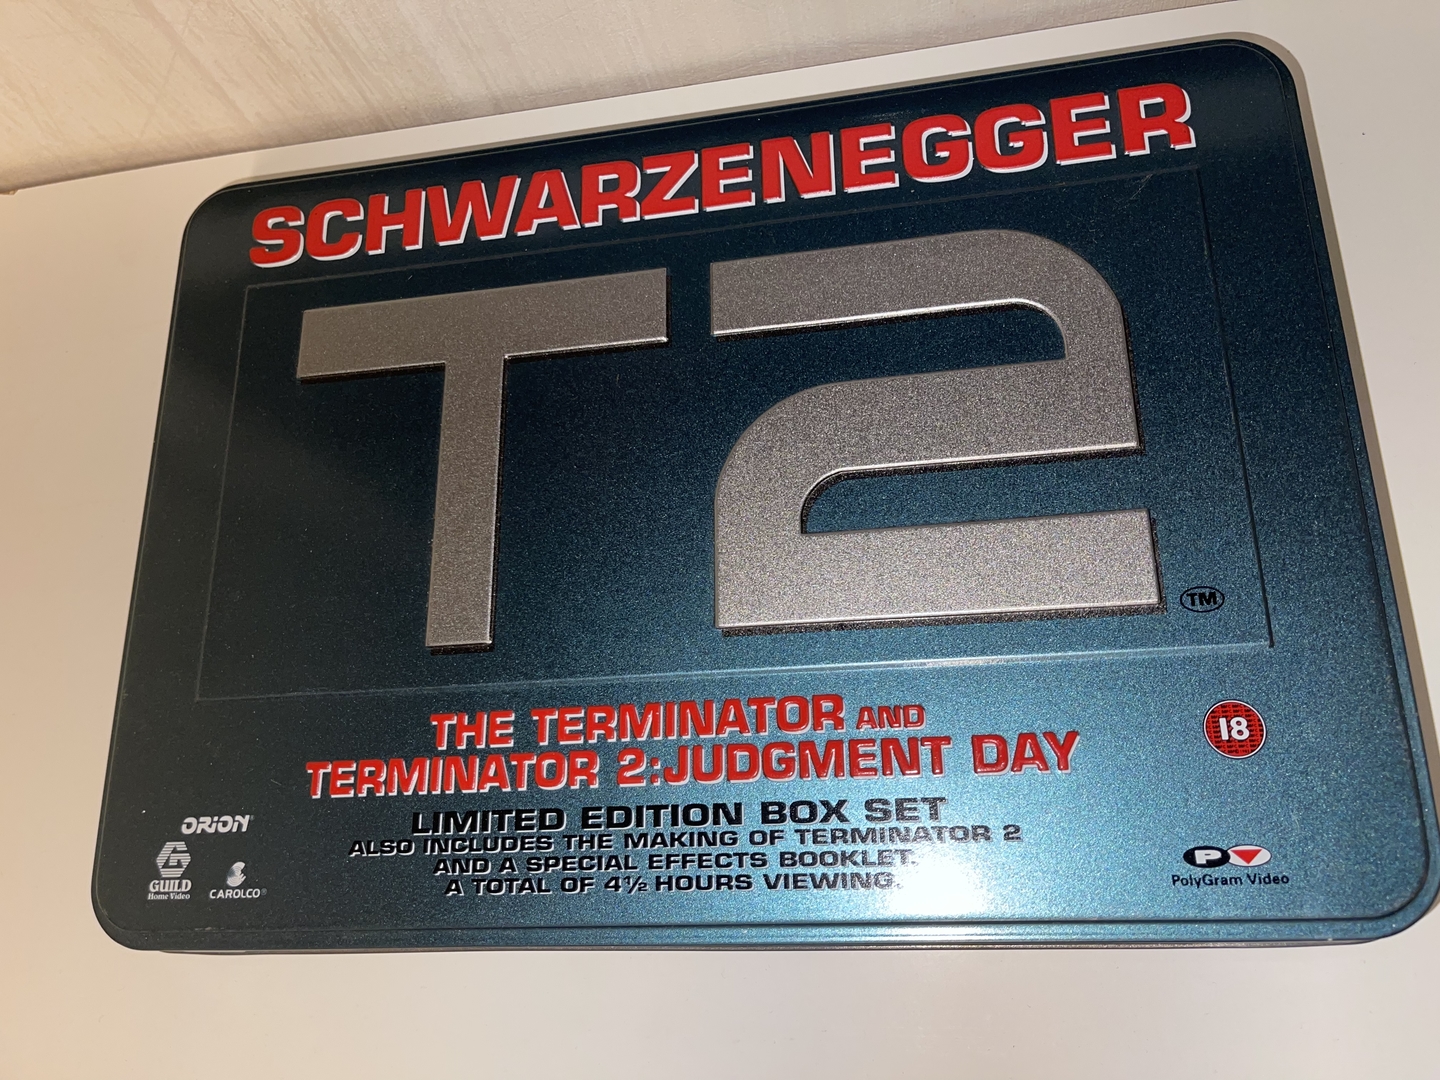 SCHWARZENEGGER
T2
TM
THE TERMINATOR AND
TERMINATOR 2:JUDGMENT DAY
18
LIMITED EDITION BOX SET
ALSO INCLUDES THE MAKING OF TERMINATOR 2
AND A SPECIAL EFFECTS BOOKLET.
A TOTAL OF 4½ HOURS VIEWING.
ORION®
GUILD
Home Video
CAROLCO®
P
PolyGram Video